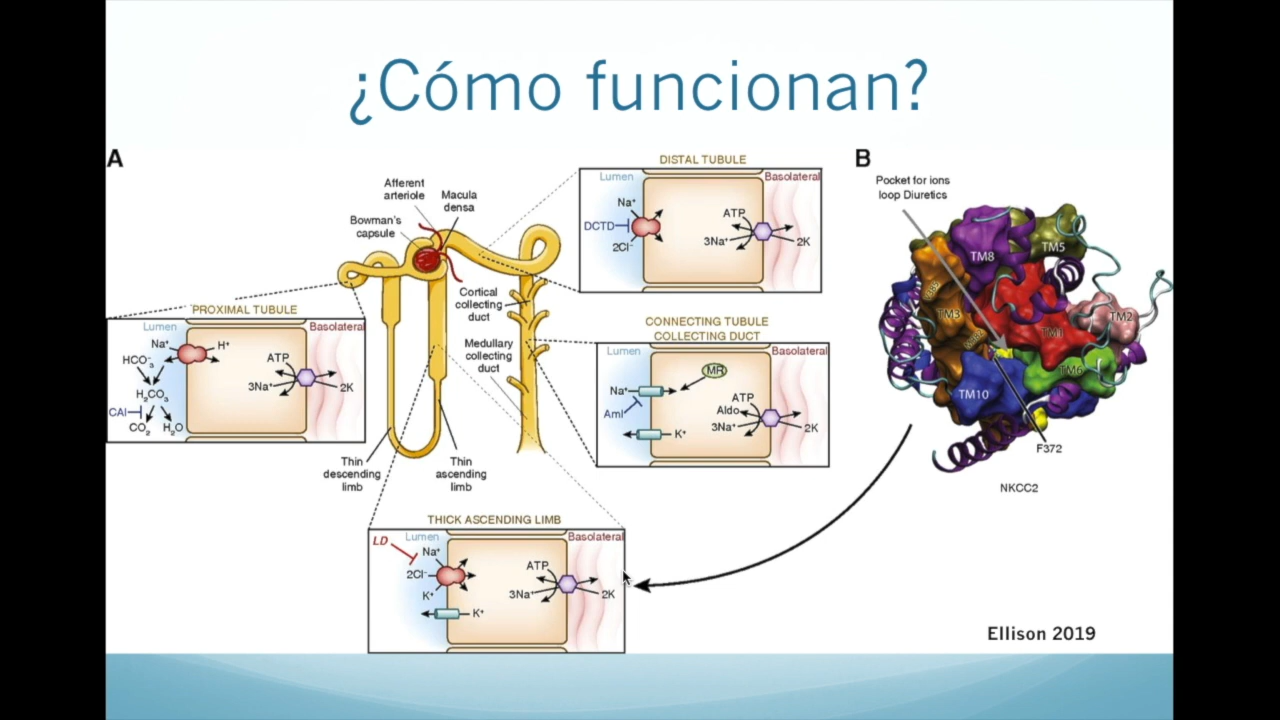 ¿Cómo funcionan?
A
Afferent
arteriole
Macula
densa
Bowman's
capsule
Cortical
collecting
duct
Medullary
collecting
duct
Thin
descending
limb
Thin
ascending
limb
PROXIMAL TUBULE
Lumen
Basolateral
Na⁺
H⁺
HCO₃⁻
H₂CO₃
CAI
CO₂
H₂O
ATP
3Na⁺
2K
DISTAL TUBULE
Lumen
Basolateral
Na⁺
DCTD
2Cl⁻
ATP
3Na⁺
2K
CONNECTING TUBULE
COLLECTING DUCT
Lumen
Basolateral
Na⁺
MR
Aml
ATP
Aldo
3Na⁺
2K
K⁺
THICK ASCENDING LIMB
LD
Lumen
Basolateral
Na⁺
2Cl⁻
K⁺
K⁺
ATP
3Na⁺
2K
B
Pocket for ions
loop Diuretics
TM8
TM5
TM3
TM1
TM2
TM6
TM10
F372
NKCC2
Ellison 2019